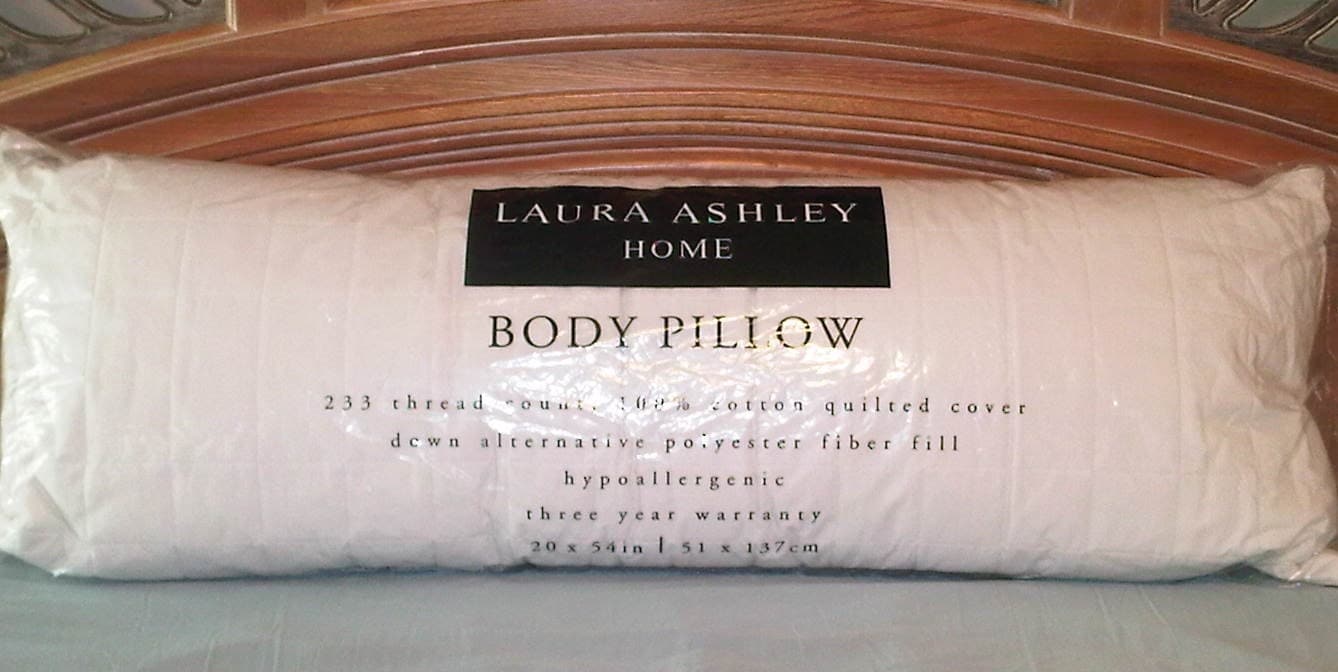 LAURA ASHLEY
HOME
BODY PILLOW
233 thread count, 100% cotton quilted cover
down alternative polyester fiber fill
hypoallergenic
three year warranty
20 x 54in | 51 x 137cm